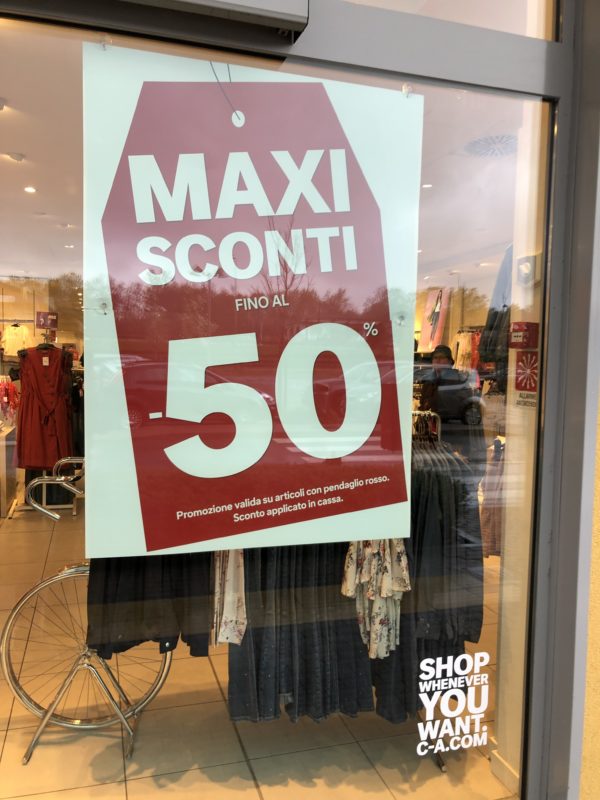 MAXI
SCONTI
FINO AL
-50%
Promozione valida su articoli con pendaglio rosso.
Sconto applicato in cassa.
SHOP
WHENEVER
YOU
WANT.
C-A.COM